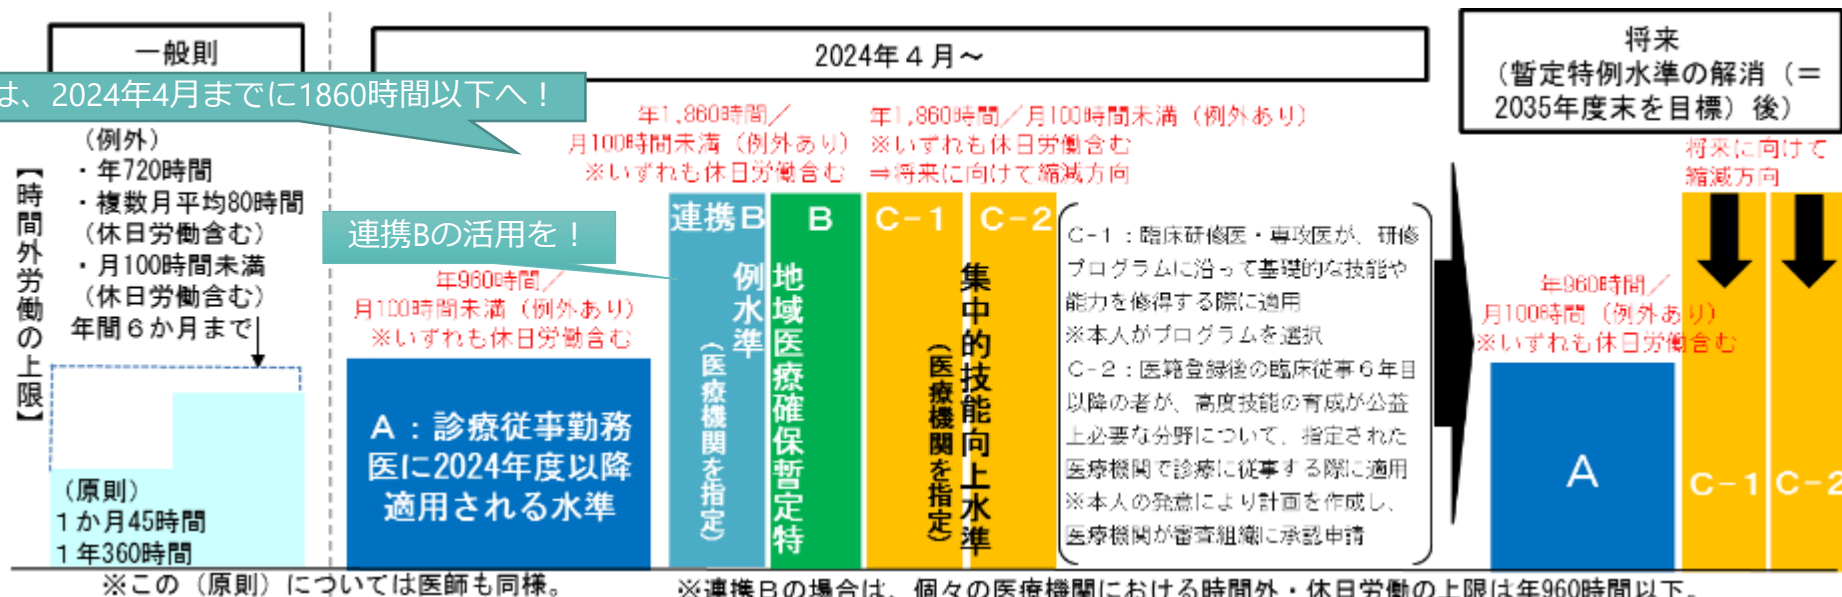 一般則
は、2024年4月までに1860時間以下へ！
（例外）
・年720時間
・複数月平均80時間
（休日労働含む）
・月100時間未満
（休日労働含む）
年間６か月まで
【時間外労働の上限】
（原則）
１か月45時間
１年360時間
※この（原則）については医師も同様。
2024年４月～
連携Bの活用を！
年960時間／
月100時間未満（例外あり）
※いずれも休日労働含む
Ａ：診療従事勤務
医に2024年度以降
適用される水準
年1,860時間／
月100時間未満（例外あり）
※いずれも休日労働含む
連携Ｂ
Ｂ
地域医療確保暫定特
例水準
（医療機関を指定）
年1,860時間／月100時間未満（例外あり）
※いずれも休日労働含む
⇒将来に向けて縮減方向
Ｃ-１
Ｃ-２
集中的技能向上水準
（医療機関を指定）
Ｃ-１：臨床研修医・専攻医が、研修
プログラムに沿って基礎的な技能や
能力を修得する際に適用
※本人がプログラムを選択
Ｃ-２：医籍登録後の臨床従事６年目
以降の者が、高度技能の育成が公益
上必要な分野について、指定された
医療機関で診療に従事する際に適用
※本人の発意により計画を作成し、
医療機関が審査組織に承認申請
※連携Ｂの場合は、個々の医療機関における時間外・休日労働の上限は年960時間以下。
将来
（暫定特例水準の解消（＝
2035年度末を目標）後）
将来に向けて
縮減方向
年960時間／
月100時間（例外あり）
※いずれも休日労働含む
Ａ
Ｃ-１
Ｃ-２